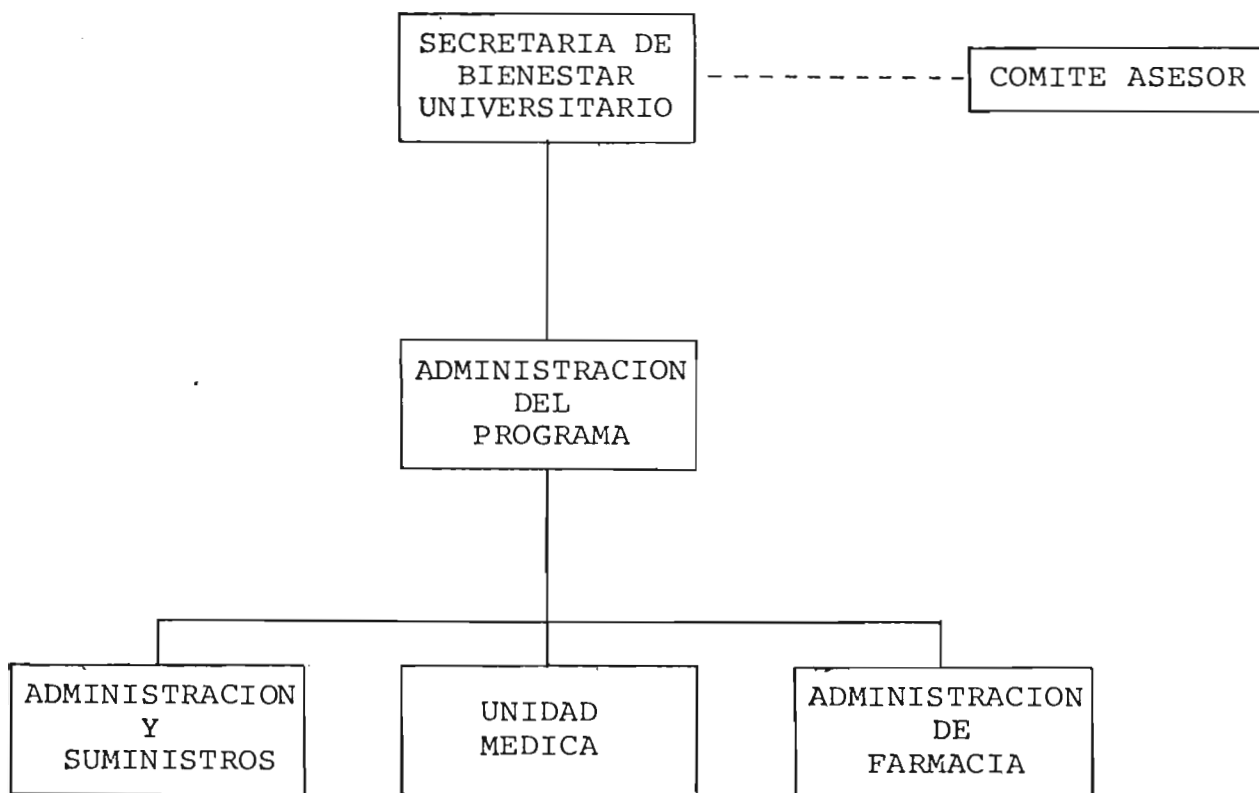 SECRETARIA DE
BIENESTAR
UNIVERSITARIO
COMITE ASESOR
ADMINISTRACION
DEL
PROGRAMA
ADMINISTRACION
Y
SUMINISTROS
UNIDAD
MEDICA
ADMINISTRACION
DE
FARMACIA